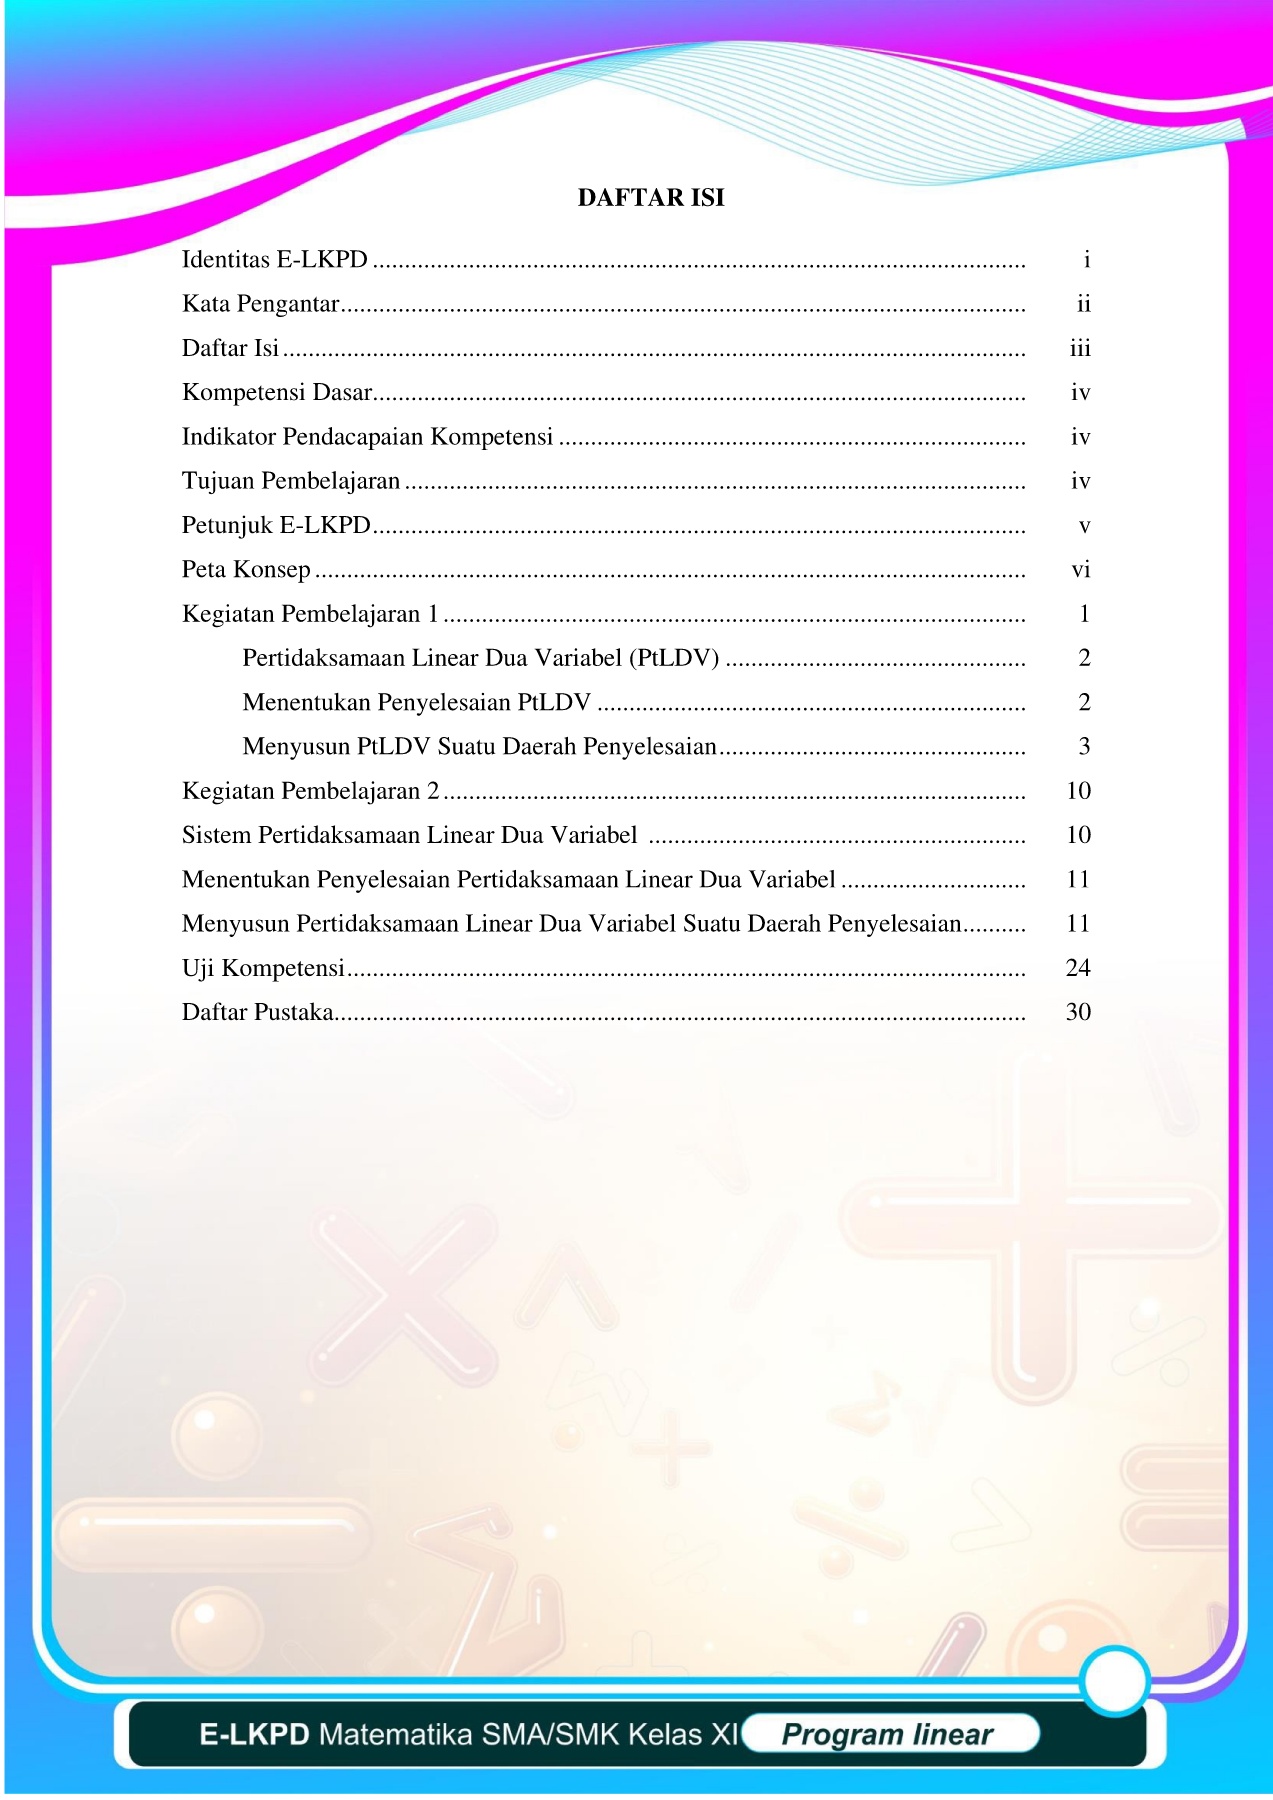 DAFTAR ISI
Identitas E-LKPD ...................................................................................................... i
Kata Pengantar........................................................................................................... ii
Daftar Isi .................................................................................................................... iii
Kompetensi Dasar...................................................................................................... iv
Indikator Pendacapaian Kompetensi ......................................................................... iv
Tujuan Pembelajaran ................................................................................................. iv
Petunjuk E-LKPD...................................................................................................... v
Peta Konsep ............................................................................................................... vi
Kegiatan Pembelajaran 1 ........................................................................................... 1
Pertidaksamaan Linear Dua Variabel (PtLDV) ............................................... 2
Menentukan Penyelesaian PtLDV ................................................................... 2
Menyusun PtLDV Suatu Daerah Penyelesaian................................................ 3
Kegiatan Pembelajaran 2 ........................................................................................... 10
Sistem Pertidaksamaan Linear Dua Variabel ........................................................... 10
Menentukan Penyelesaian Pertidaksamaan Linear Dua Variabel ............................. 11
Menyusun Pertidaksamaan Linear Dua Variabel Suatu Daerah Penyelesaian.......... 11
Uji Kompetensi.......................................................................................................... 24
Daftar Pustaka............................................................................................................ 30
E-LKPD Matematika SMA/SMK Kelas XI Program linear